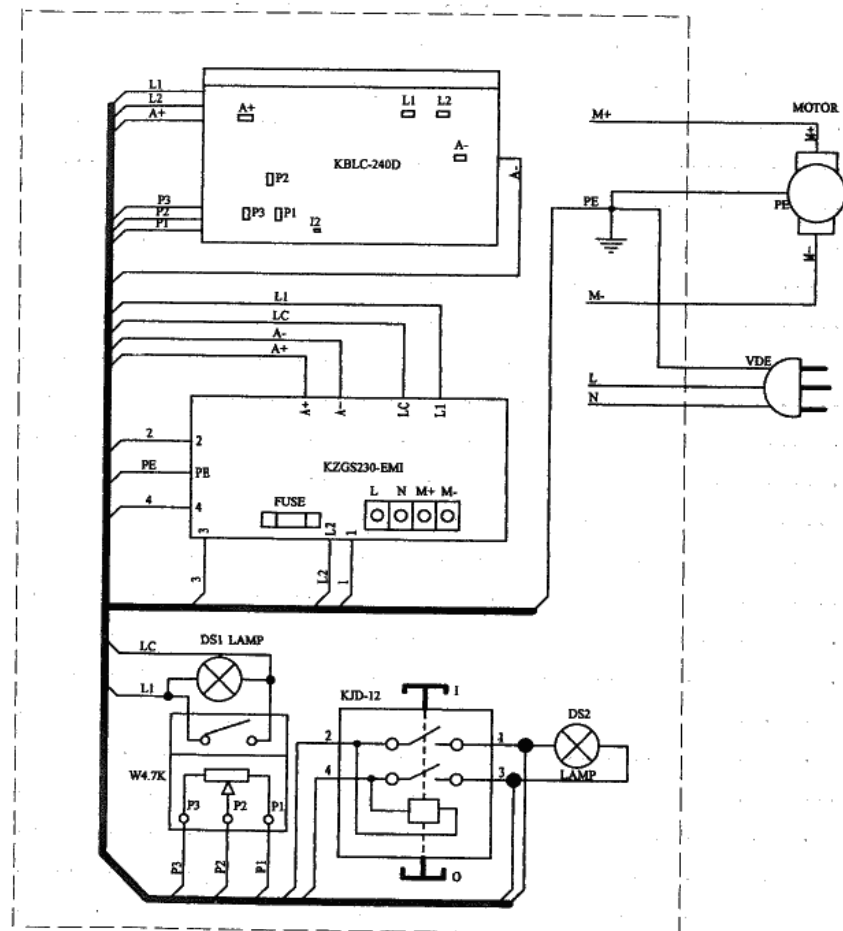 L1
L2
A+
A+
L1 L2
KBLC-240D
A-
A-
P2
P3 P1
I2
P3
P2
P1
M+
MOTOR
M+
PE
PE
M-
M-
VDE
L
N
L1
LC
A-
A+
A+ A- LC L1
2
2
KZGS230-EMI
PE
PE
4
4
FUSE
L N M+ M-
3
L2
1
3
L2
1
LC
DS1 LAMP
L1
W4.7K
P3 P2 P1
P3
P2
P1
KJD-12
I
2
1
4
3
O
DS2
LAMP